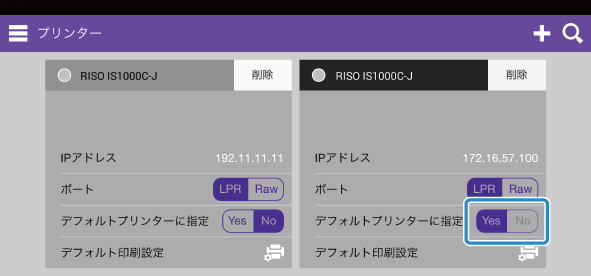 プリンター
RISO IS1000C-J 削除
IPアドレス 192.11.11.11
ポート LPR Raw
デフォルトプリンターに指定 Yes No
デフォルト印刷設定
RISO IS1000C-J 削除
IPアドレス 172.16.57.100
ポート LPR Raw
デフォルトプリンターに指定 Yes No
デフォルト印刷設定